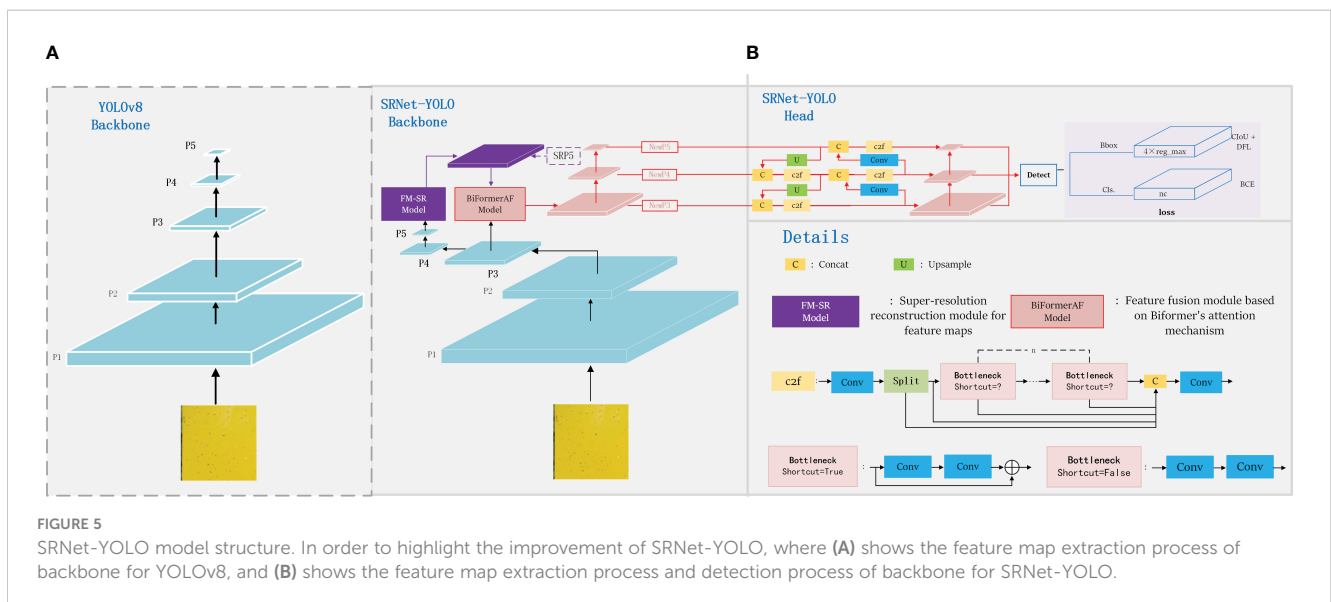 A
B
YOLOv8
Backbone
P5
P4
P3
P2
P1
SRNet-YOLO
Backbone
SRP5
FM-SR
Model
BiFormerAF
Model
P5
P4
P3
P2
P1
NewP5
NewP4
NewP3
SRNet-YOLO
Head
C
c2f
U
Conv
C
c2f
C
c2f
U
Conv
C
c2f
Detect
Bbox
4×reg_max
CIoU +
DFL
Cls.
nc
BCE
loss
Details
C : Concat
U : Upsample
FM-SR
Model
: Super-resolution
reconstruction module for
feature maps
BiFormerAF
Model
: Feature fusion module based
on Biformer's attention
mechanism
n
c2f : Conv Split Bottleneck
Shortcut=? ... Bottleneck
Shortcut=? C Conv
Bottleneck
Shortcut=True : Conv Conv
Bottleneck
Shortcut=False : Conv Conv
FIGURE 5
SRNet-YOLO model structure. In order to highlight the improvement of SRNet-YOLO, where (A) shows the feature map extraction process of
backbone for YOLOv8, and (B) shows the feature map extraction process and detection process of backbone for SRNet-YOLO.